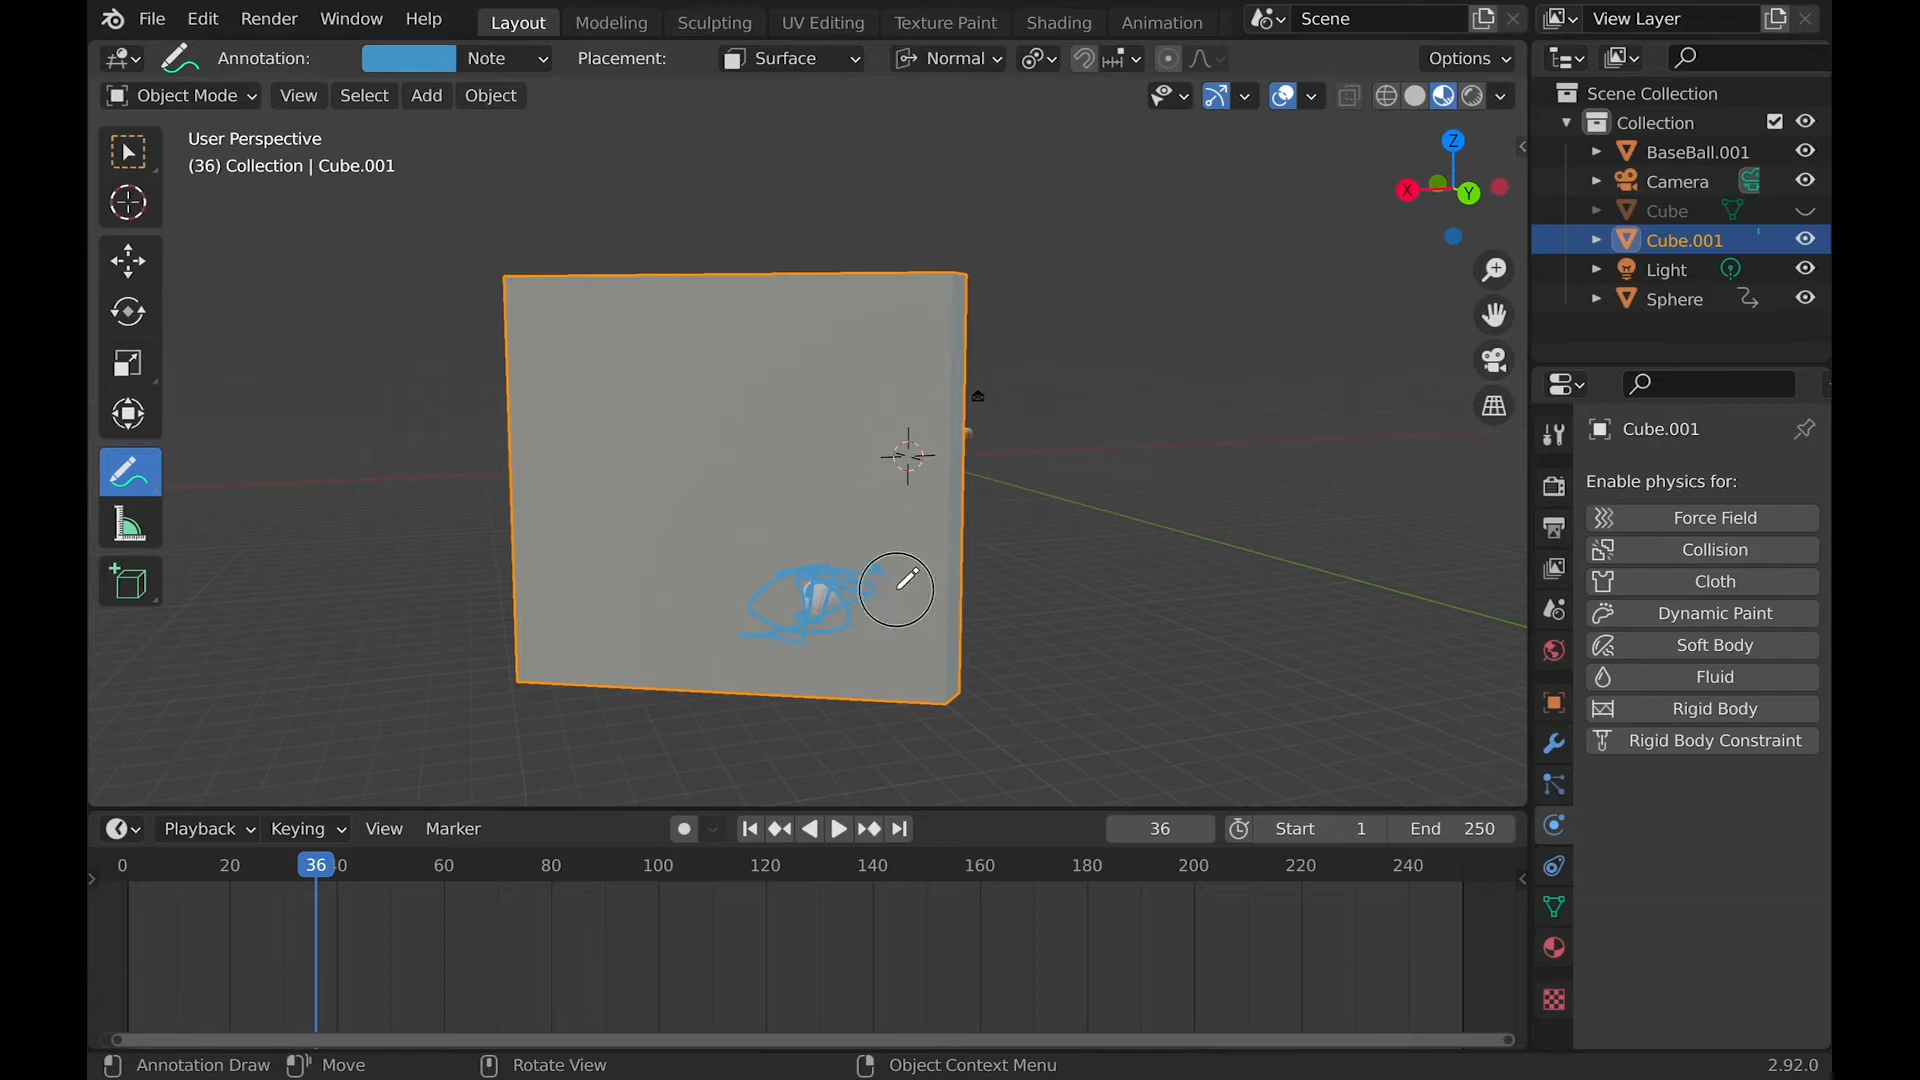 File Edit Render Window Help Layout Modeling Sculpting UV Editing Texture Paint Shading Animation Scene View Layer
Annotation: Note Placement: Surface Normal Options
Object Mode View Select Add Object
User Perspective
(36) Collection | Cube.001
Z
X
Y
Scene Collection
Collection
BaseBall.001
Camera
Cube
Cube.001
Light
Sphere
Cube.001
Enable physics for:
Force Field
Collision
Cloth
Dynamic Paint
Soft Body
Fluid
Rigid Body
Rigid Body Constraint
Playback Keying View Marker 36 Start 1 End 250
0 20 36 40 60 80 100 120 140 160 180 200 220 240
Annotation Draw Move Rotate View Object Context Menu 2.92.0